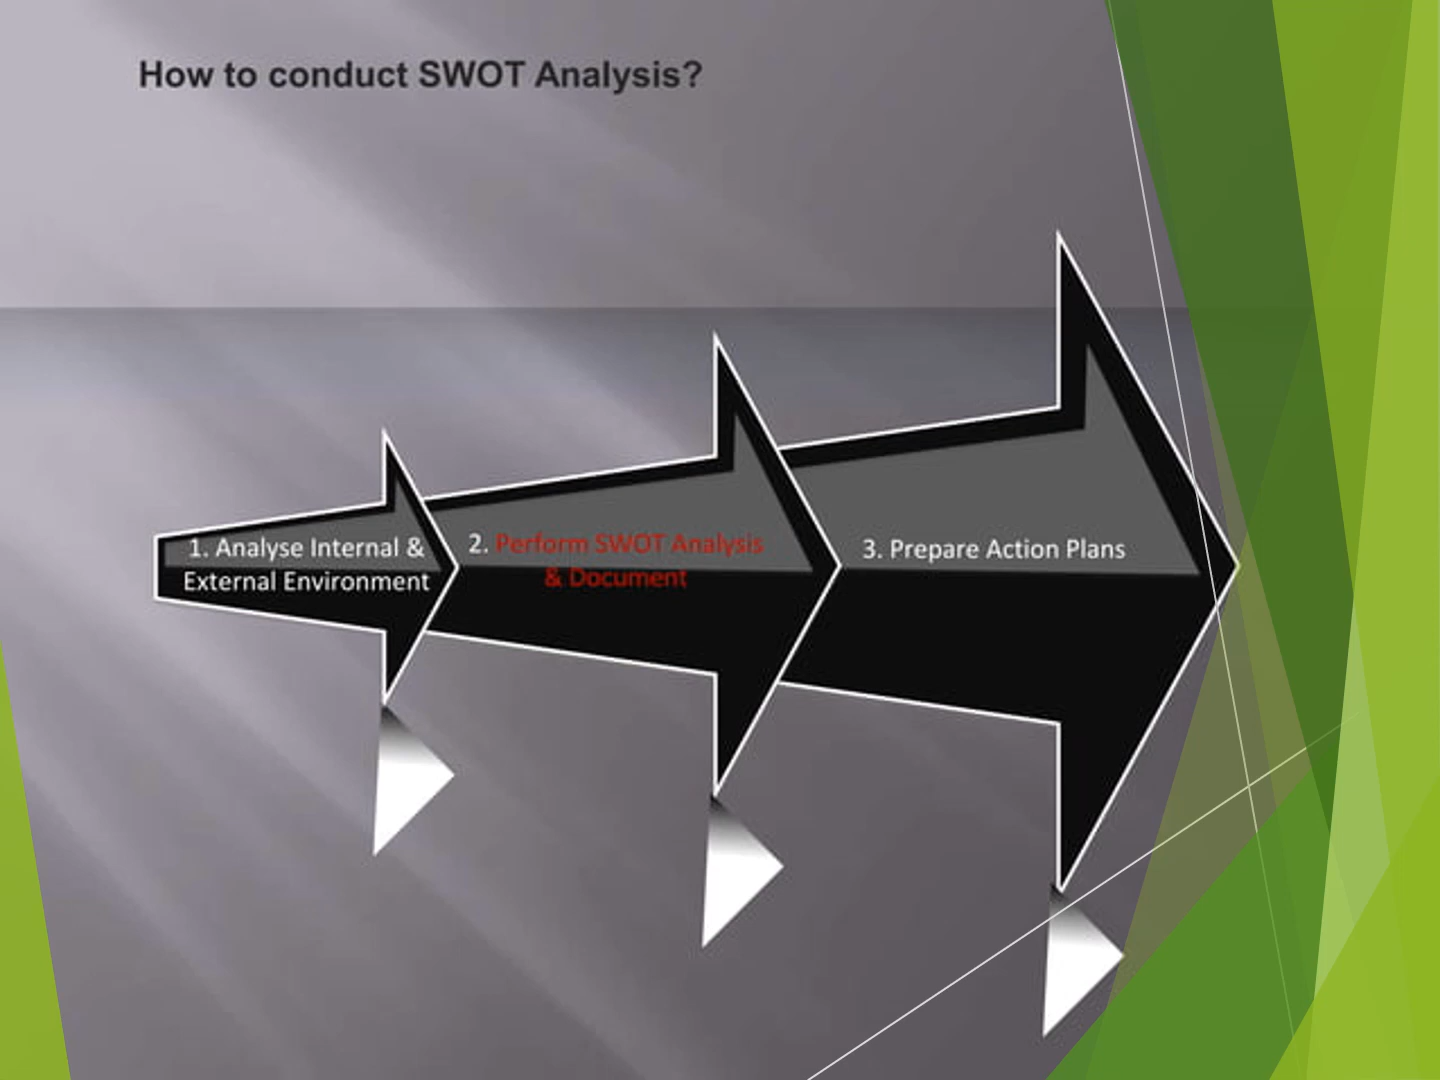 How to conduct SWOT Analysis?
1. Analyse Internal &
External Environment
2. Perform SWOT Analysis
& Document
3. Prepare Action Plans